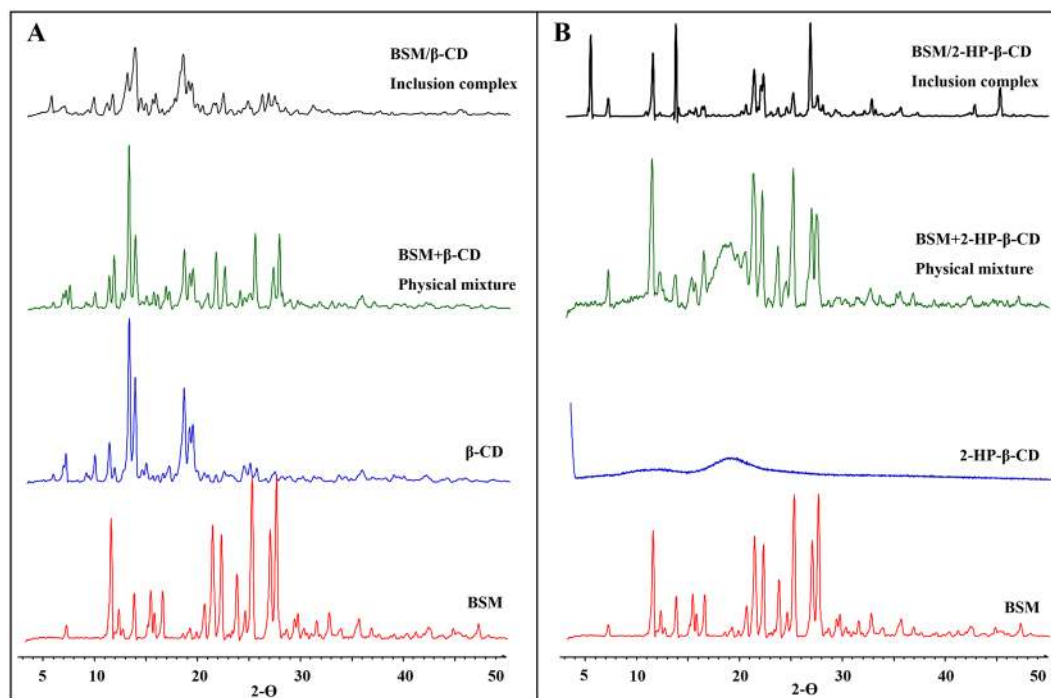 A
BSM/β-CD
Inclusion complex
BSM+β-CD
Physical mixture
β-CD
BSM
5 10 20 30 40 50
2-Θ
B
BSM/2-HP-β-CD
Inclusion complex
BSM+2-HP-β-CD
Physical mixture
2-HP-β-CD
BSM
5 10 20 30 40 50
2-Θ